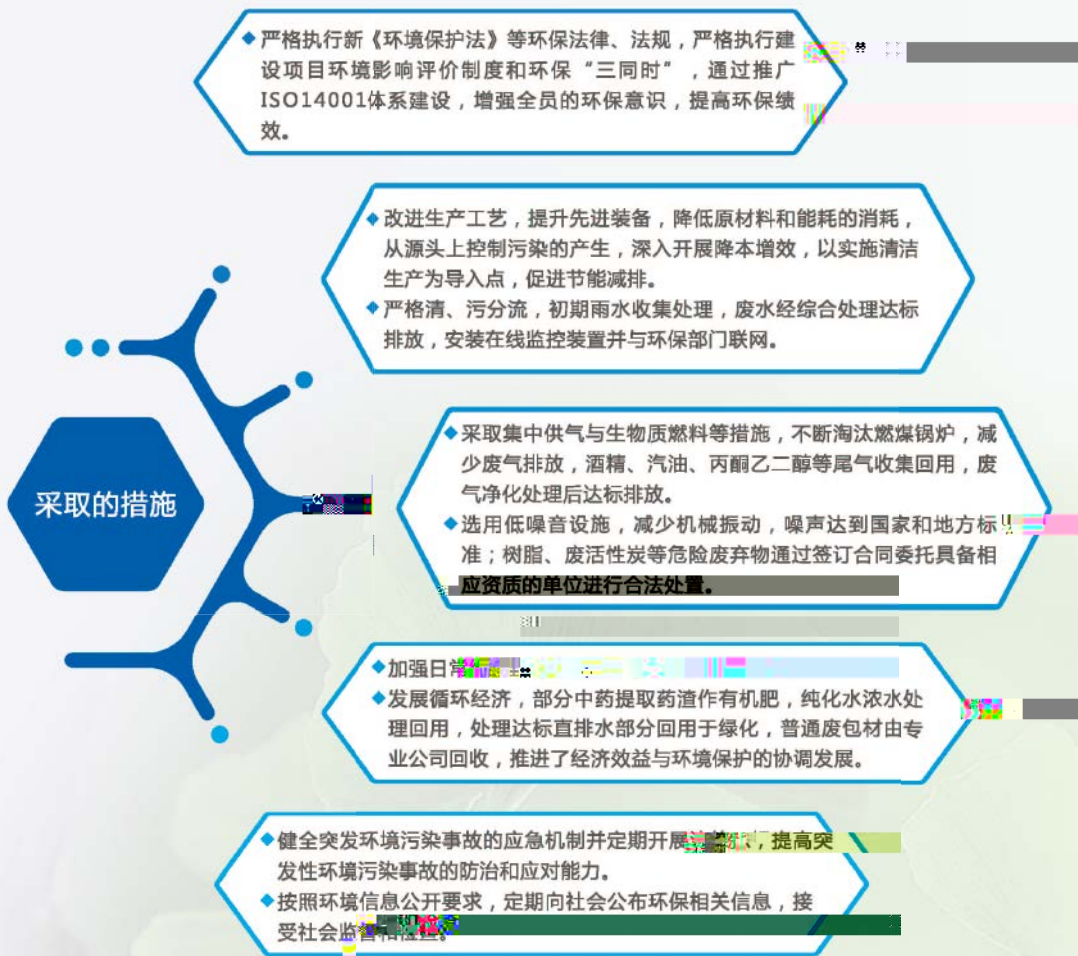 严格执行新《环境保护法》等环保法律、法规，严格执行建
设项目环境影响评价制度和环保“三同时”，通过推广
ISO14001体系建设，增强全员的环保意识，提高环保绩
效。
改进生产工艺，提升先进装备，降低原材料和能耗的消耗，
从源头上控制污染的产生，深入开展降本增效，以实施清洁
生产为导入点，促进节能减排。
严格清、污分流，初期雨水收集处理，废水经综合处理达标
排放，安装在线监控装置并与环保部门联网。
采取的措施
采取集中供气与生物质燃料等措施，不断淘汰燃煤锅炉，减
少废气排放，酒精、汽油、丙酮乙二醇等尾气收集回用，废
气净化处理后达标排放。
选用低噪音设施，减少机械振动，噪声达到国家和地方标
准；树脂、废活性炭等危险废弃物通过签订合同委托具备相
应资质的单位进行合法处置。
加强日常
发展循环经济，部分中药提取药渣作有机肥，纯化水浓水处
理回用，处理达标直排水部分回用于绿化，普通废包材由专
业公司回收，推进了经济效益与环境保护的协调发展。
健全突发环境污染事故的应急机制并定期开展，提高突
发性环境污染事故的防治和应对能力。
按照环境信息公开要求，定期向社会公布环保相关信息，接
受社会监督和检查。